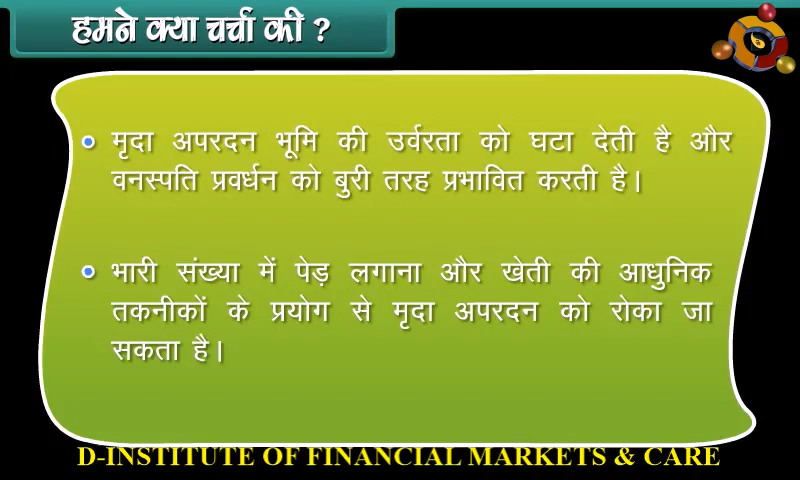 हमने क्या चर्चा की ?
मृदा अपरदन भूमि की उर्वरता को घटा देती है और
वनस्पति प्रवर्धन को बुरी तरह प्रभावित करती है।
भारी संख्या में पेड़ लगाना और खेती की आधुनिक
तकनीकों के प्रयोग से मृदा अपरदन को रोका जा
सकता है।
D-INSTITUTE OF FINANCIAL MARKETS & CARE